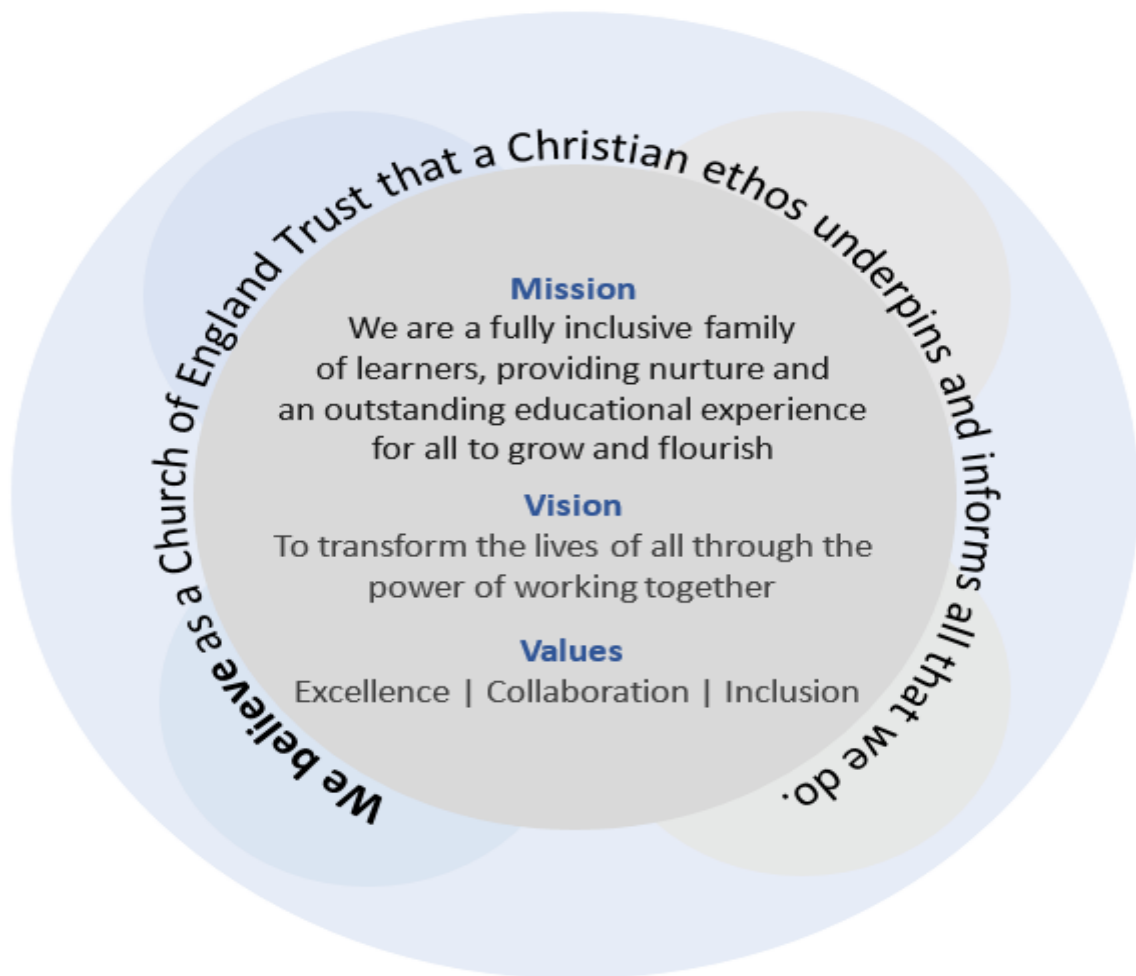 We believe as a Church of England Trust that a Christian ethos underpins and informs all that we do.
Mission
We are a fully inclusive family
of learners, providing nurture and
an outstanding educational experience
for all to grow and flourish
Vision
To transform the lives of all through the
power of working together
Values
Excellence | Collaboration | Inclusion